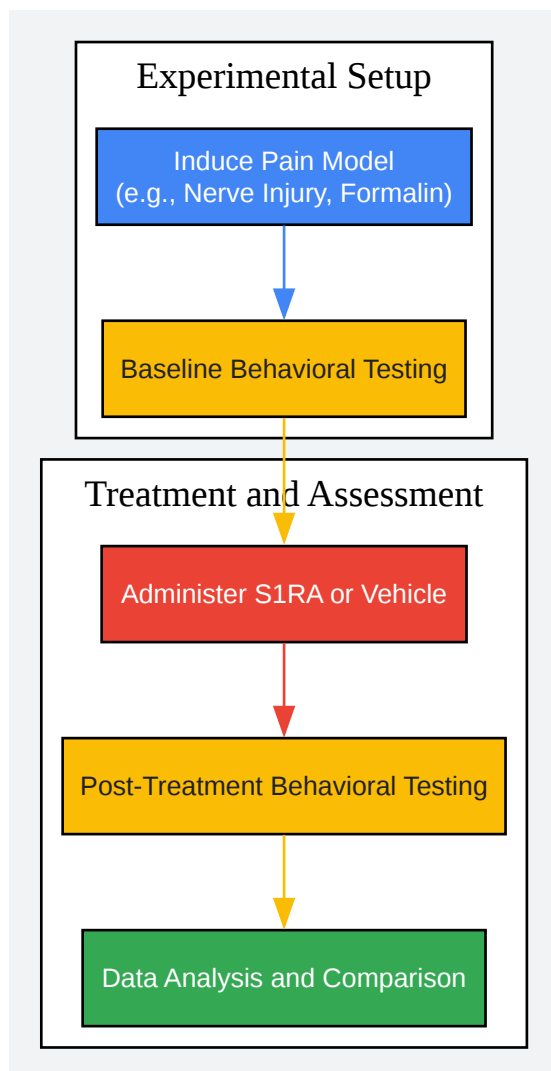 Experimental Setup
Induce Pain Model
(e.g., Nerve Injury, Formalin)
Baseline Behavioral Testing
Treatment and Assessment
Administer S1RA or Vehicle
Post-Treatment Behavioral Testing
Data Analysis and Comparison